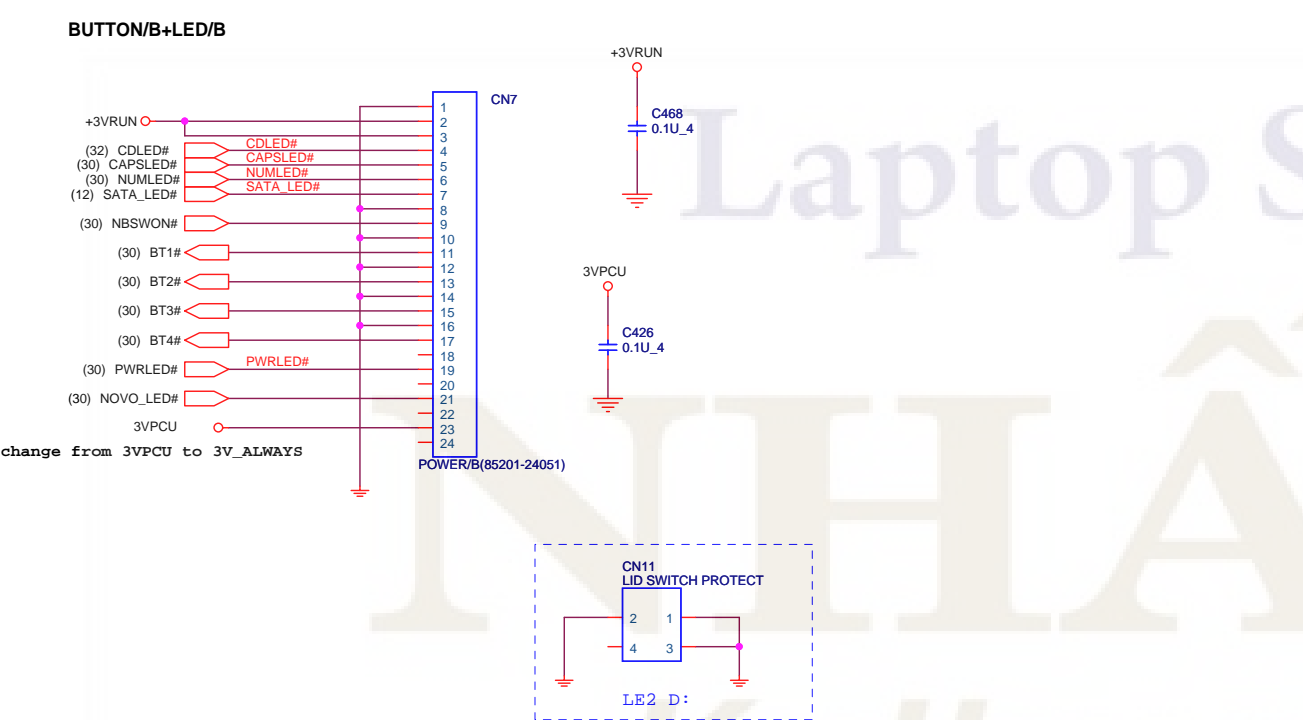 BUTTON/B+LED/B
+3VRUN
CN7
C468
0.1U_4
+3VRUN
(32) CDLED#
(30) CAPSLED#
(30) NUMLED#
(12) SATA_LED#
CDLED#
CAPSLED#
NUMLED#
SATA_LED#
(30) NBSWON#
(30) BT1#
(30) BT2#
(30) BT3#
(30) BT4#
(30) PWRLED#
PWRLED#
(30) NOVO_LED#
3VPCU
change from 3VPCU to 3V_ALWAYS
1
2
3
4
5
6
7
8
9
10
11
12
13
14
15
16
17
18
19
20
21
22
23
24
POWER/B(85201-24051)
3VPCU
C426
0.1U_4
CN11
LID SWITCH PROTECT
2 1
4 3
LE2 D:
Laptop S
NHÂ